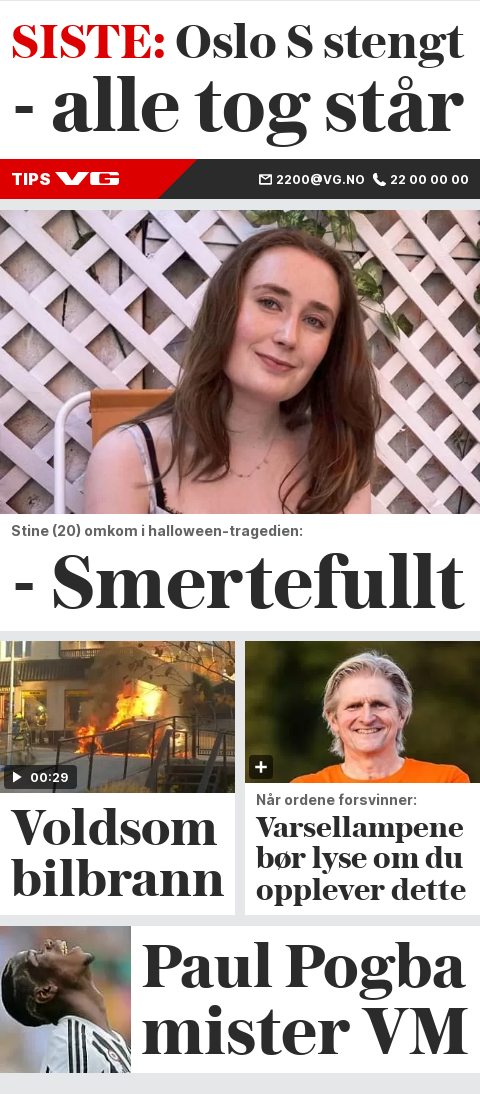 SISTE: Oslo S stengt
- alle tog står
TIPS VG
2200@VG.NO 22 00 00 00
Stine (20) omkom i halloween-tragedien:
- Smertefullt
00:29
Voldsom
bilbrann
Når ordene forsvinner:
Varsellampene
bør lyse om du
opplever dette
Paul Pogba
mister VM